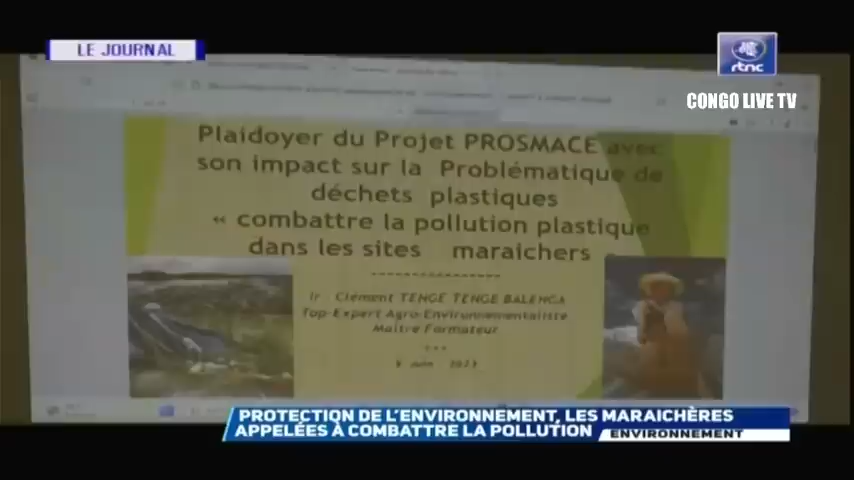 LE JOURNAL
rtnc
CONGO LIVE TV
Plaidoyer du Projet PROSMACE avec
son impact sur la Problématique de
déchets plastiques
« combattre la pollution plastique
dans les sites maraichers
Ir. Clément TENGE TENGE BALENGA
Top-Expert Agro-Environnementaliste
Maître Formateur
PROTECTION DE L'ENVIRONNEMENT, LES MARAICHÈRES
APPELÉES À COMBATTRE LA POLLUTION
ENVIRONNEMENT